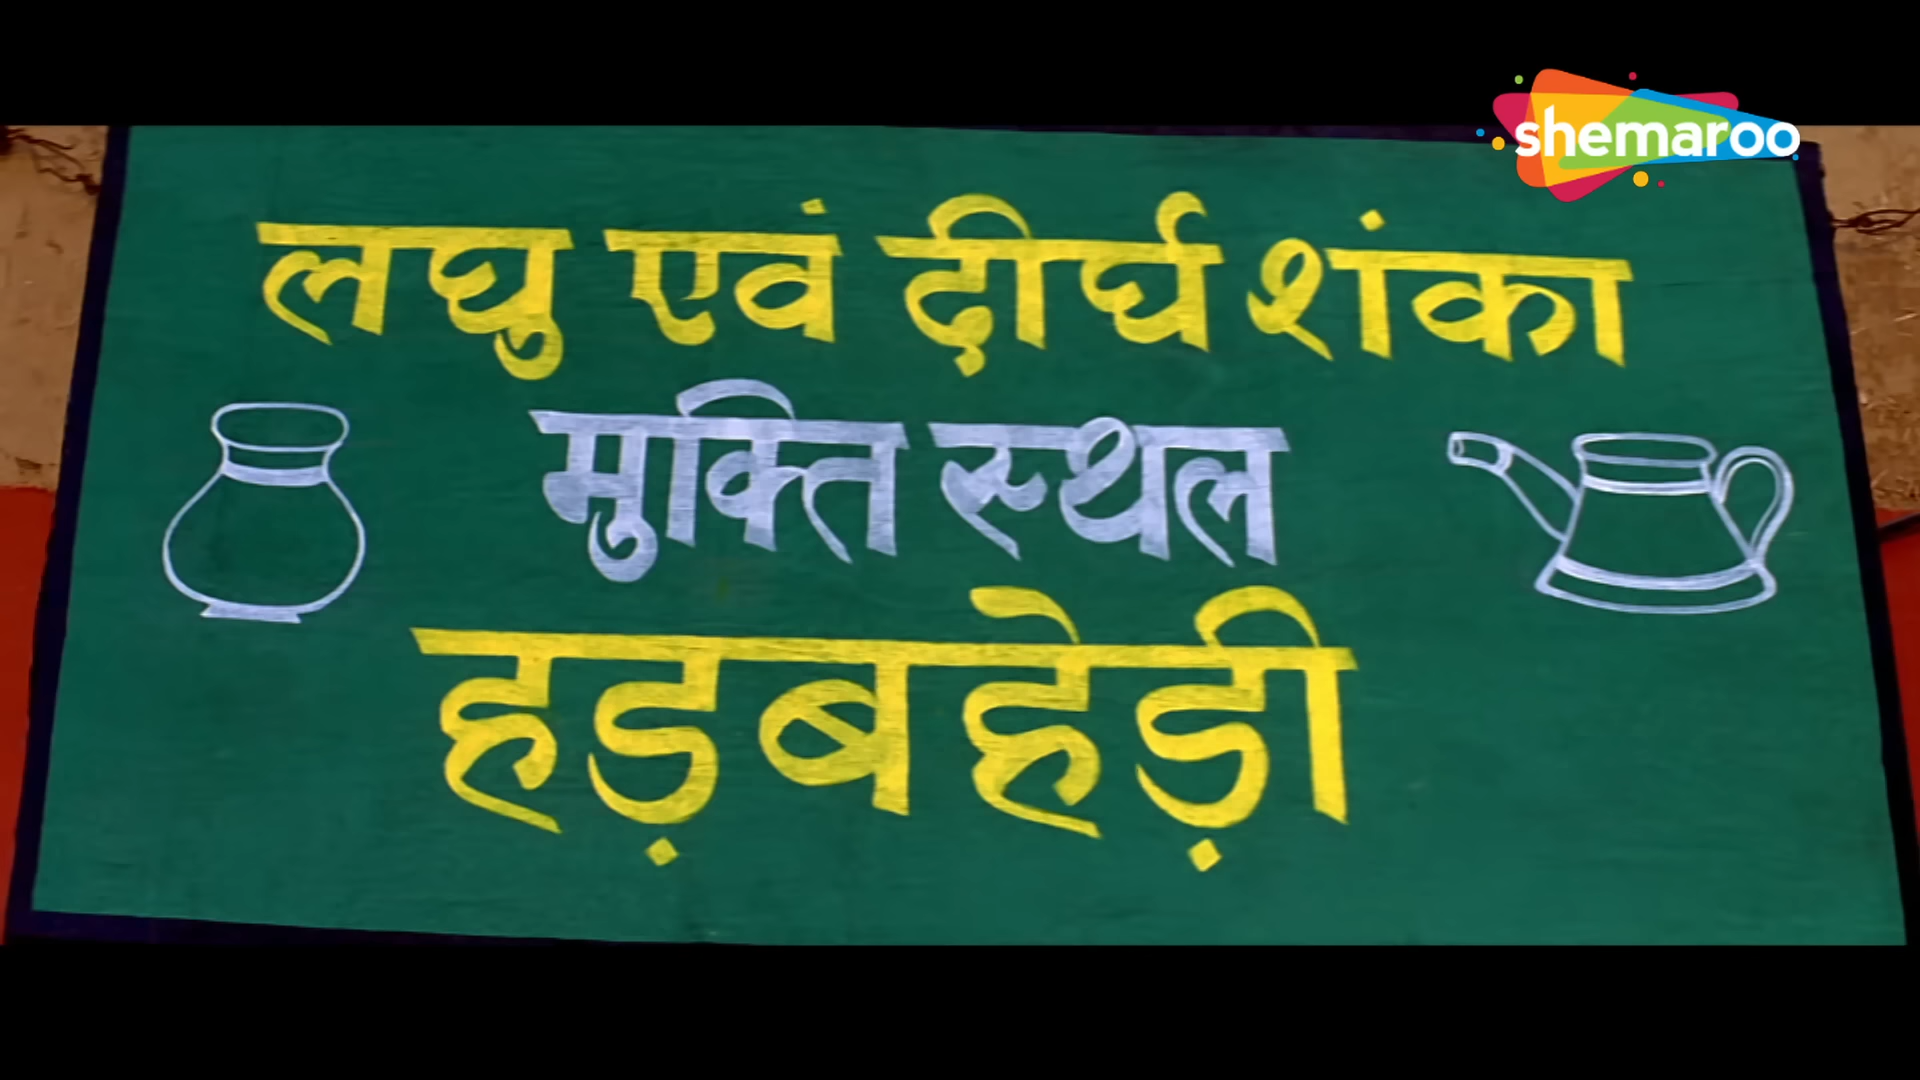 shemaroo
लघु एवं दीर्घ शंका
मुक्ति स्थल
हड़बहेड़ी